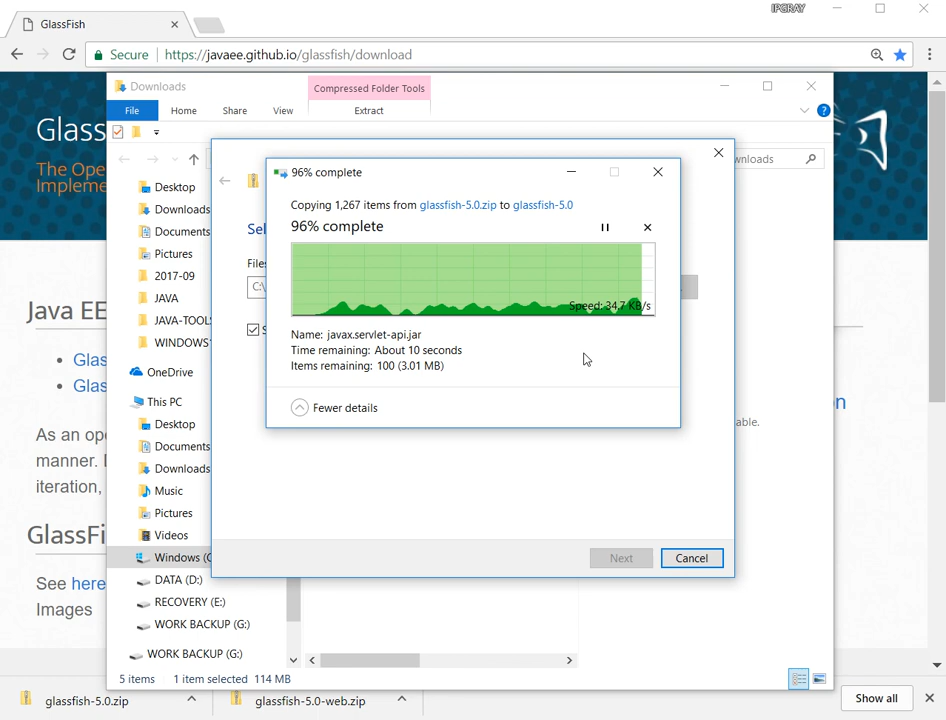 GlassFish
IPCRAY
Secure https://javaee.github.io/glassfish/download
Glass
The Ope
Impleme
Java EE
Glas
Glas
As an ope
manner.
iteration,
GlassFi
See here
Images
Downloads
Compressed Folder Tools
File Home Share View Extract
Desktop
Downloads
Documents
Pictures
2017-09
JAVA
JAVA-TOOLS
WINDOWS
OneDrive
This PC
Desktop
Documents
Downloads
Music
Pictures
Videos
Windows (C
DATA (D:)
RECOVERY (E:)
WORK BACKUP (G:)
WORK BACKUP (G:)
5 items 1 item selected 114 MB
wnloads
Sel
Files
C:\
S
able.
Next Cancel
96% complete
Copying 1,267 items from glassfish-5.0.zip to glassfish-5.0
96% complete
Speed: 34.7 KB/s
Name: javax.servlet-api.jar
Time remaining: About 10 seconds
Items remaining: 100 (3.01 MB)
Fewer details
glassfish-5.0.zip glassfish-5.0-web.zip Show all